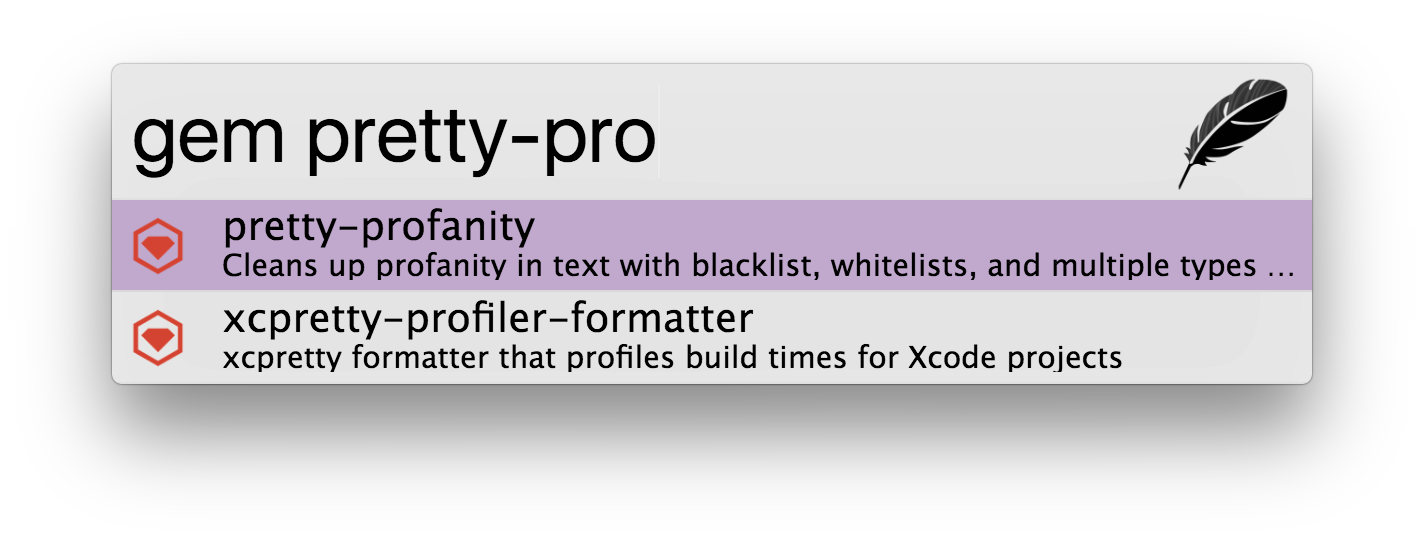 gem pretty-pro
pretty-profanity
Cleans up profanity in text with blacklist, whitelists, and multiple types ...
xcpretty-profiler-formatter
xcpretty formatter that profiles build times for Xcode projects